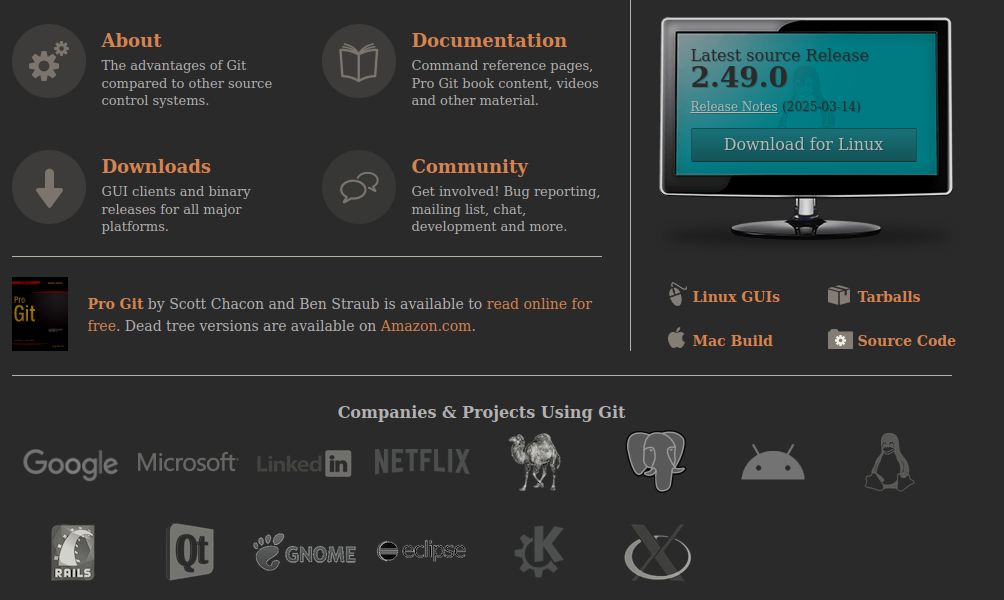 About
The advantages of Git
compared to other source
control systems.
Documentation
Command reference pages,
Pro Git book content, videos
and other material.
Downloads
GUI clients and binary
releases for all major
platforms.
Community
Get involved! Bug reporting,
mailing list, chat,
development and more.
Pro
Git
Pro Git by Scott Chacon and Ben Straub is available to read online for
free. Dead tree versions are available on Amazon.com.
Latest source Release
2.49.0
Release Notes (2025-03-14)
Download for Linux
Linux GUIs
Tarballs
Mac Build
Source Code
Companies & Projects Using Git
Google
Microsoft
Linked in
NETFLIX
RAILS
Qt
GNOME
eclipse
K
X